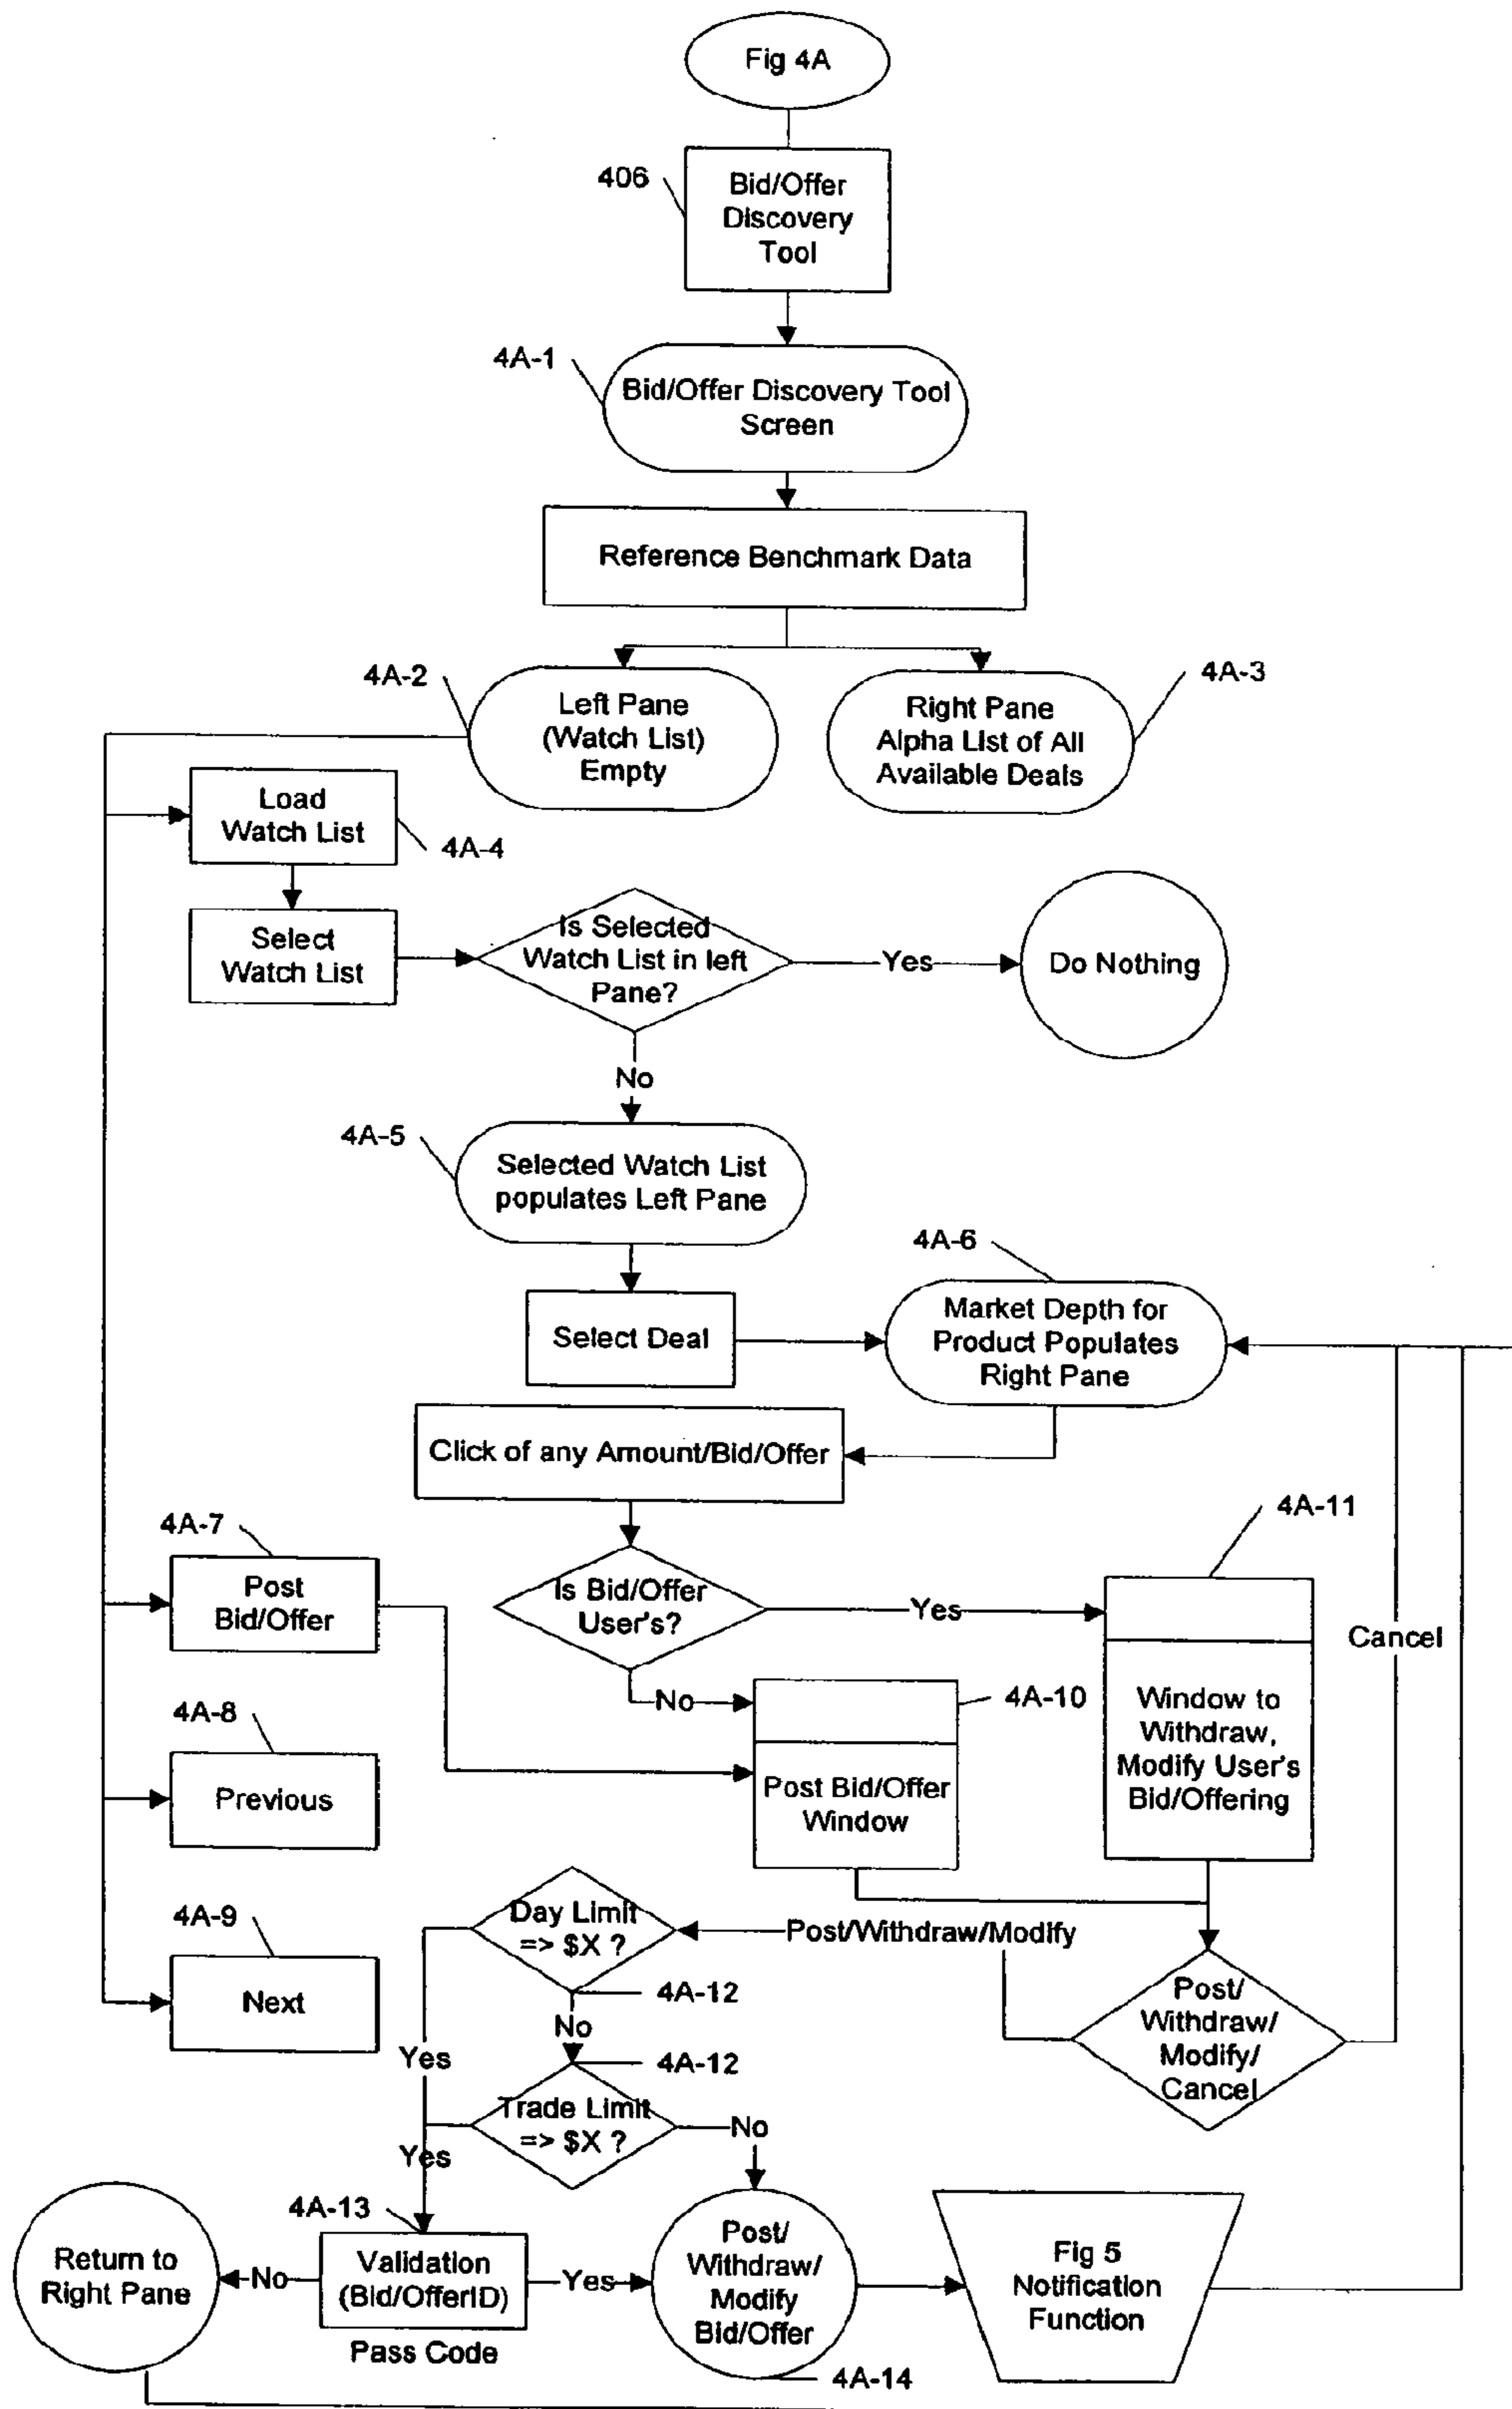 Fig 4A
406
Bid/Offer
Discovery
Tool
4A-1
Bid/Offer Discovery Tool
Screen
Reference Benchmark Data
4A-2
Left Pane
(Watch List)
Empty
4A-3
Right Pane
Alpha List of All
Available Deals
Load
Watch List
4A-4
Select
Watch List
Is Selected
Watch List in left
Pane?
Yes
Do Nothing
No
4A-5
Selected Watch List
populates Left Pane
4A-6
Select Deal
Market Depth for
Product Populates
Right Pane
Click of any Amount/Bid/Offer
4A-7
Post
Bid/Offer
Is Bid/Offer
User's?
Yes
4A-11
Cancel
No
4A-10
Window to
Withdraw,
Modify User's
Bid/Offering
4A-8
Previous
Post Bid/Offer
Window
4A-9
Next
Day Limit
=> $X ?
Post/Withdraw/Modify
4A-12
No
Post/
Withdraw/
Modify/
Cancel
Yes
4A-12
Trade Limit
=> $X ?
No
Yes
4A-13
Return to
Right Pane
No
Validation
(Bid/OfferID)
Pass Code
Yes
Post/
Withdraw/
Modify
Bid/Offer
4A-14
Fig 5
Notification
Function